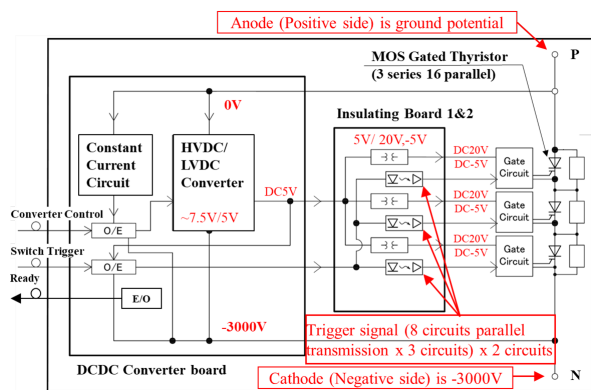 Anode (Positive side) is ground potential
P
MOS Gated Thyristor
(3 series 16 parallel)
0V
Insulating Board 1&2
Constant
Current
Circuit
HVDC/
LVDC
Converter
~7.5V/5V
5V/ 20V,-5V
DC20V
DC-5V
Gate
Circuit
DC5V
DC20V
DC-5V
Gate
Circuit
Converter Control
O/E
DC20V
DC-5V
Gate
Circuit
Switch Trigger
O/E
Ready
E/O
-3000V
Trigger signal (8 circuits parallel
transmission x 3 circuits) x 2 circuits
DCDC Converter board
Cathode (Negative side) is -3000V
N